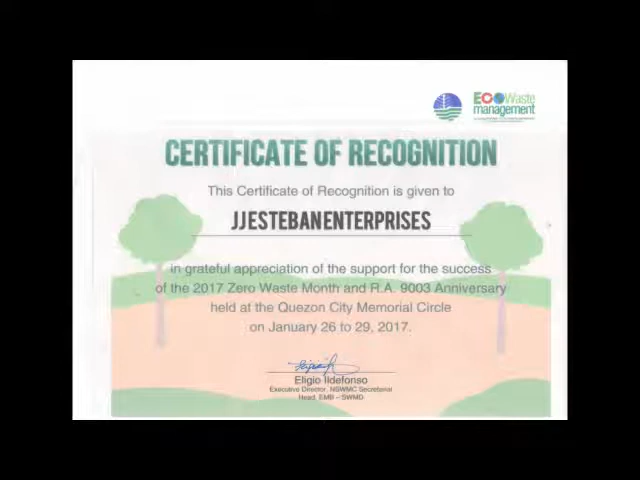 ECOWaste
management
CERTIFICATE OF RECOGNITION
This Certificate of Recognition is given to
JJESTEBANENTERPRISES
in grateful appreciation of the support for the success
of the 2017 Zero Waste Month and R.A. 9003 Anniversary
held at the Quezon City Memorial Circle
on January 26 to 29, 2017.
Eligio Ildefonso
Executive Director, NSWMC Secretariat
Head, EMB – SWMD